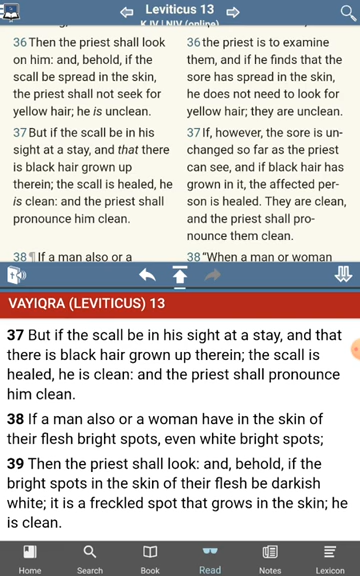 Leviticus 13
KJV | NIV (online)
36 Then the priest shall look
on him: and, behold, if the
scall be spread in the skin,
the priest shall not seek for
yellow hair; he is unclean.
37 But if the scall be in his
sight at a stay, and that there
is black hair grown up
therein; the scall is healed, he
is clean: and the priest shall
pronounce him clean.
38 ¶ If a man also or a
36 the priest is to examine
them, and if he finds that the
sore has spread in the skin,
he does not need to look for
yellow hair; they are unclean.
37 If, however, the sore is un-
changed so far as the priest
can see, and if black hair has
grown in it, the affected per-
son is healed. They are clean,
and the priest shall pro-
nounce them clean.
38 “When a man or woman
VAYIQRA (LEVITICUS) 13
37 But if the scall be in his sight at a stay, and that
there is black hair grown up therein; the scall is
healed, he is clean: and the priest shall pronounce
him clean.
38 If a man also or a woman have in the skin of
their flesh bright spots, even white bright spots;
39 Then the priest shall look: and, behold, if the
bright spots in the skin of their flesh be darkish
white; it is a freckled spot that grows in the skin; he
is clean.
Home
Search
Book
Read
Notes
Lexicon